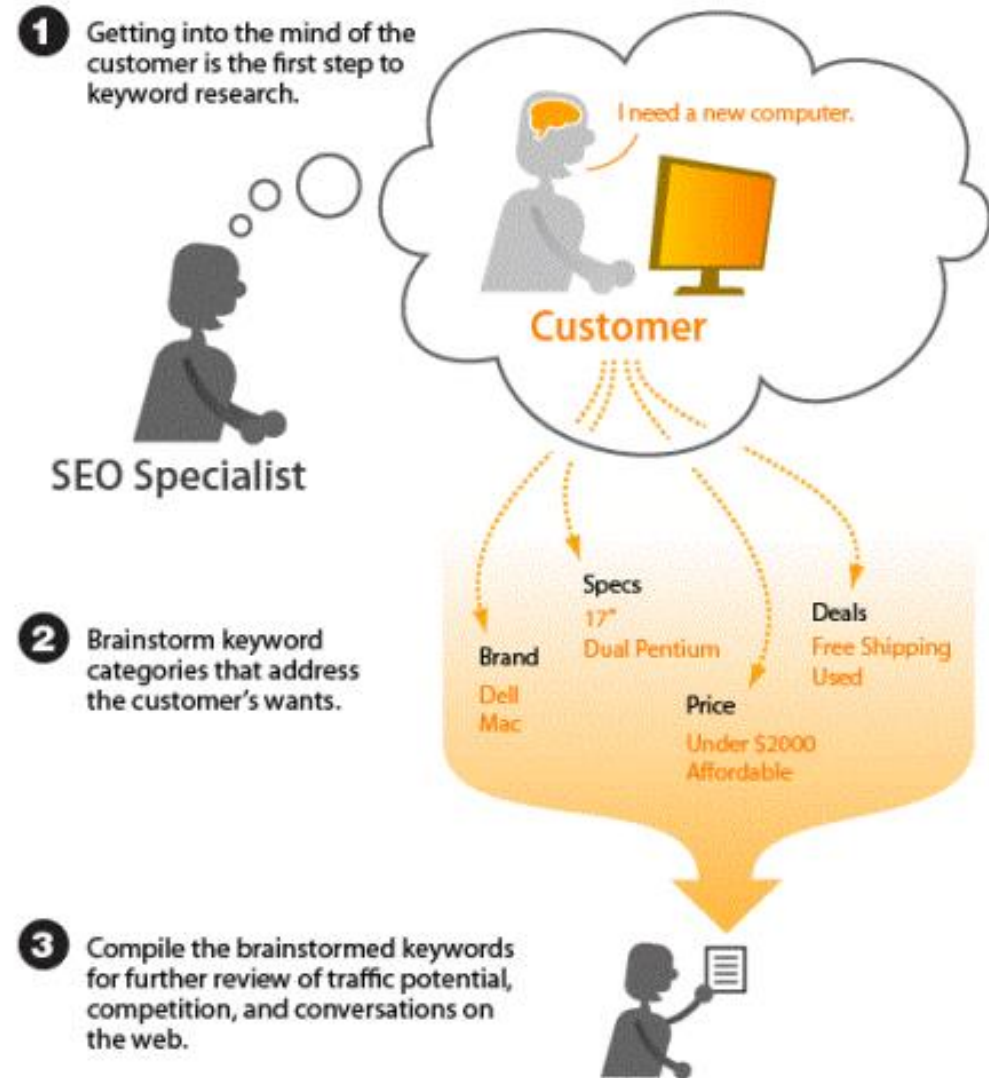 1
Getting into the mind of the
customer is the first step to
keyword research.
I need a new computer.
Customer
SEO Specialist
2
Brainstorm keyword
categories that address
the customer's wants.
Brand
Dell
Mac
Specs
17"
Dual Pentium
Price
Under $2000
Affordable
Deals
Free Shipping
Used
3
Compile the brainstormed keywords
for further review of traffic potential,
competition, and conversations on
the web.